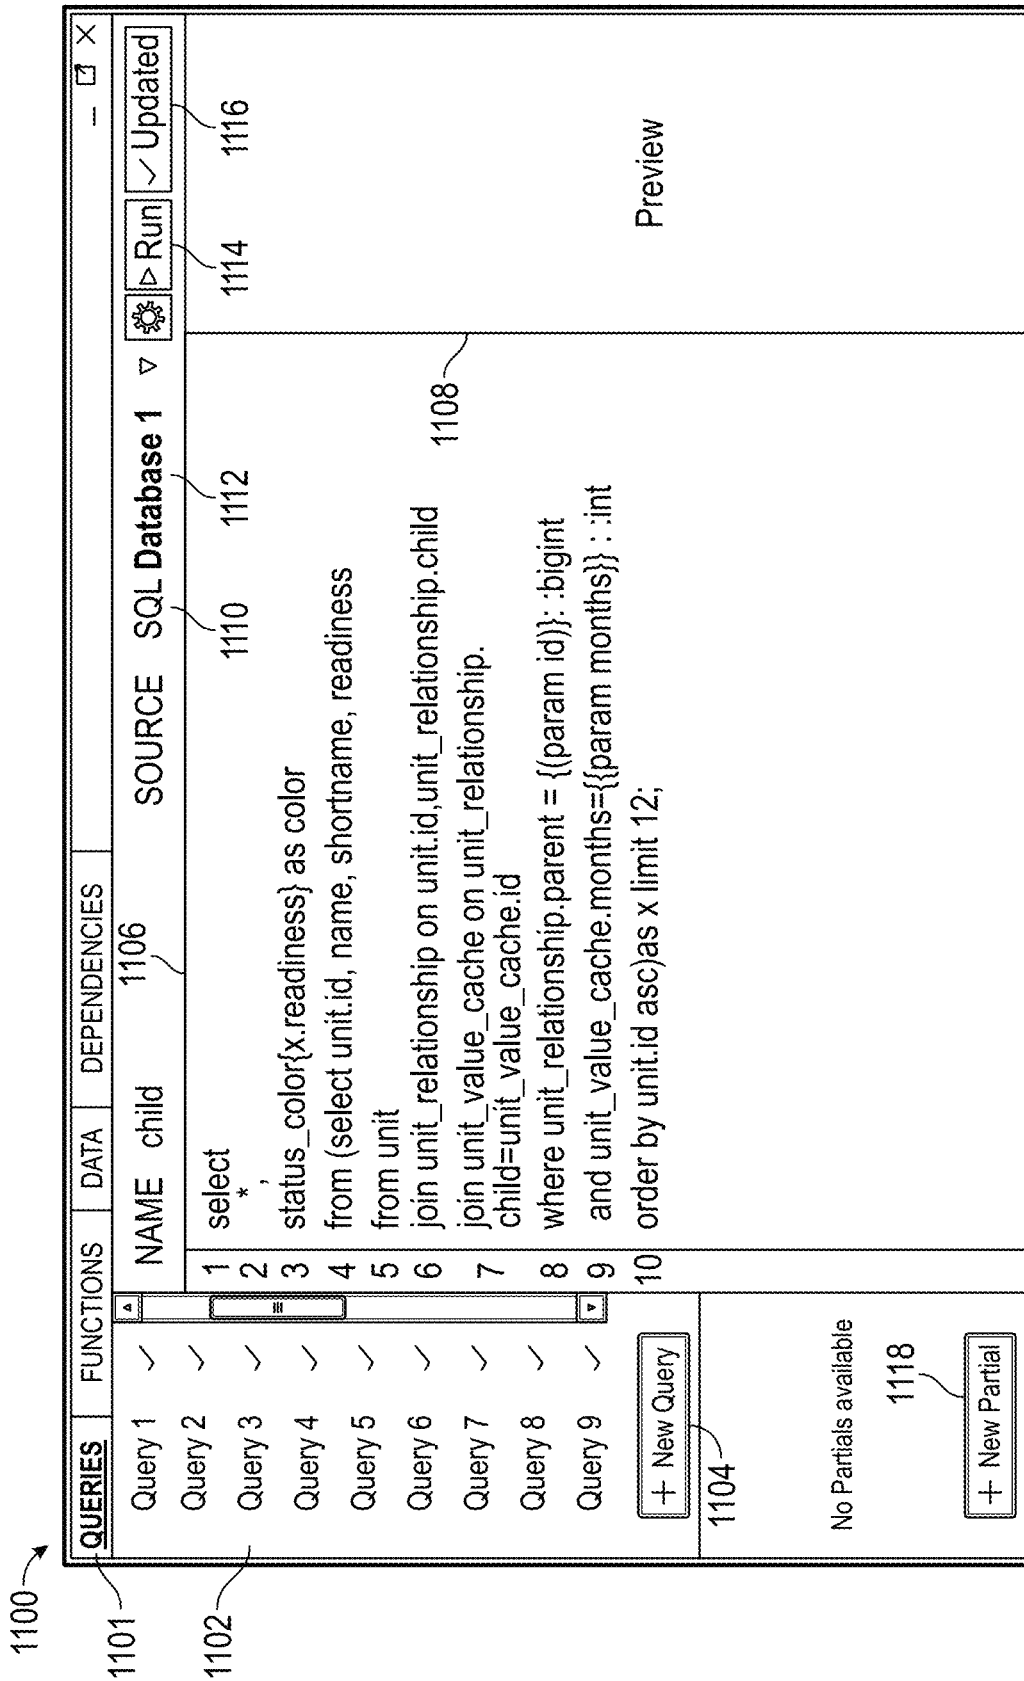 1100
1101
QUERIES FUNCTIONS DATA DEPENDENCIES
1102
Query 1
Query 2
Query 3
Query 4
Query 5
Query 6
Query 7
Query 8
Query 9
+ New Query
1104
No Partials available
1118
+ New Partial
NAME child
1106
SOURCE SQL Database 1
Run
Updated
1110
1112
1114
1116
1 select
2 * ,
3 status_color{x.readiness} as color
4 from (select unit.id, name, shortname, readiness
5 from unit
6 join unit_relationship on unit.id,unit_relationship.child
7 join unit_value_cache on unit_relationship.
child=unit_value_cache.id
8 where unit_relationship.parent = {(param id)}: :bigint
9 and unit_value_cache.months={{param months}} : :int
10 order by unit.id asc)as x limit 12;
1108
Preview